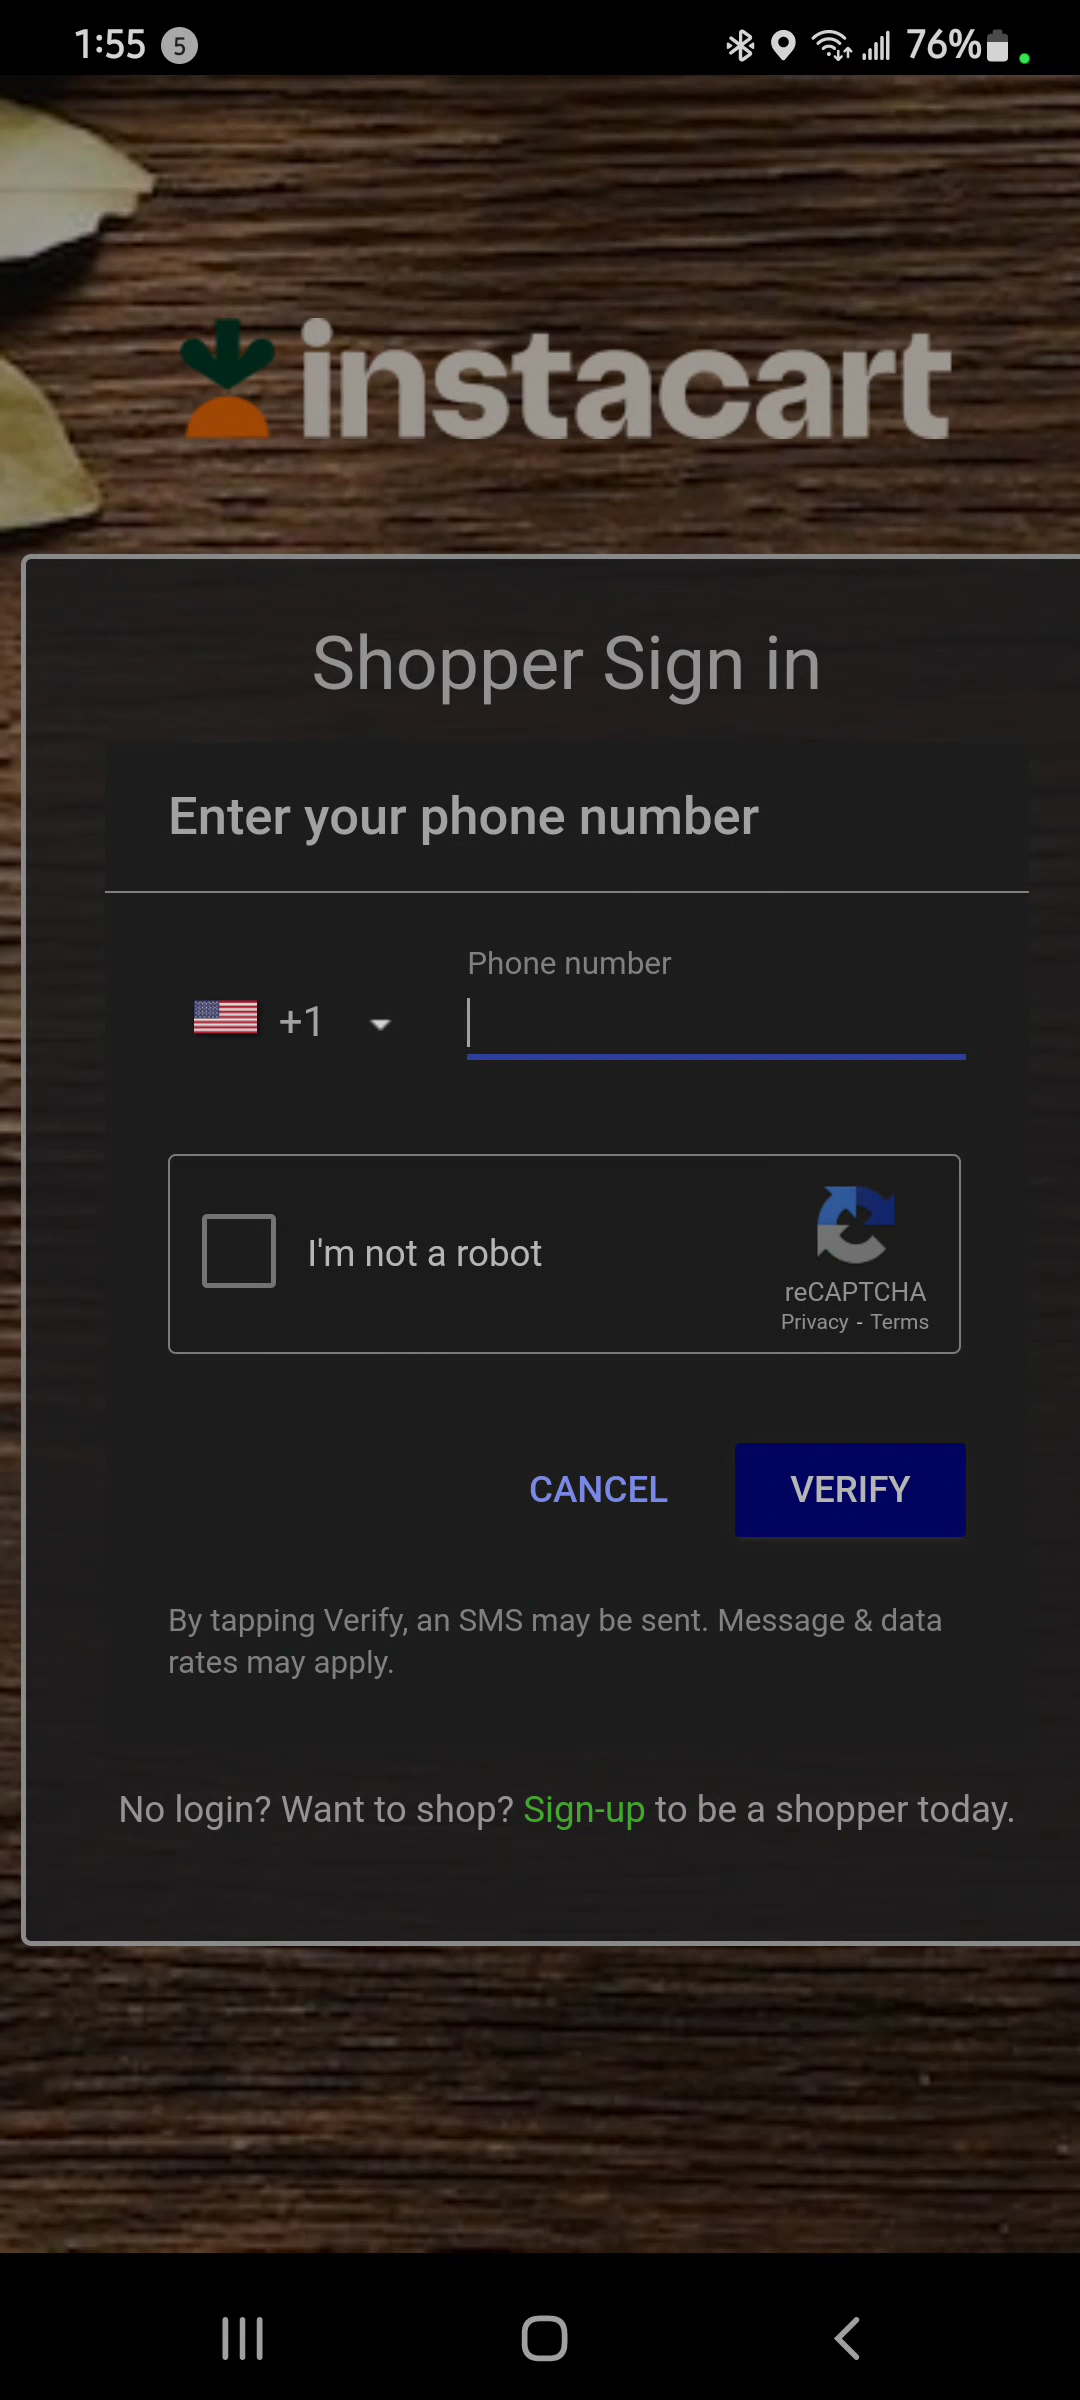 1:55 5 76%
instacart
Shopper Sign in
Enter your phone number
Phone number
+1
I'm not a robot
reCAPTCHA
Privacy - Terms
CANCEL VERIFY
By tapping Verify, an SMS may be sent. Message & data
rates may apply.
No login? Want to shop? Sign-up to be a shopper today.